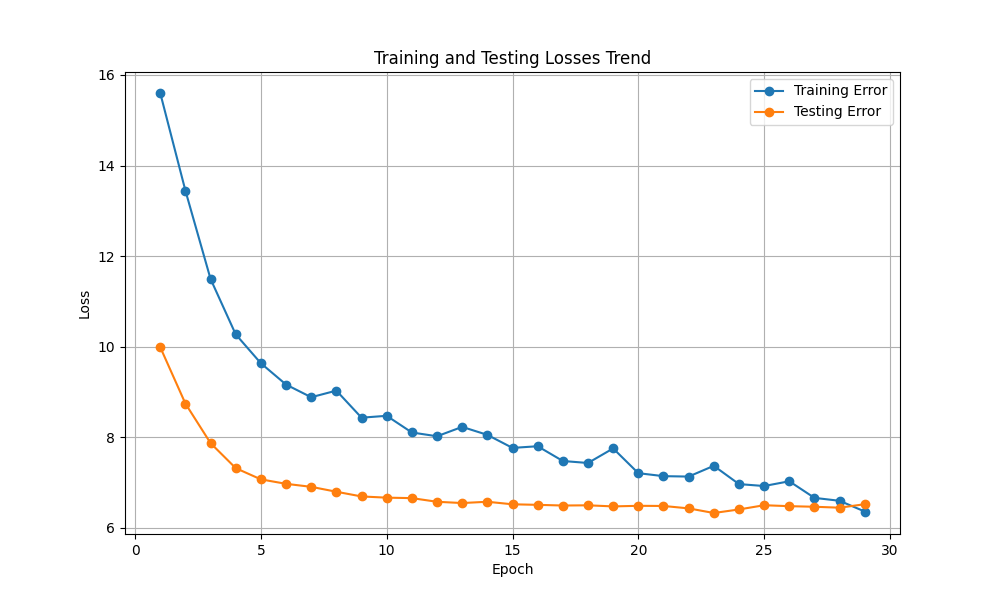 Training and Testing Losses Trend
Training Error
Testing Error
16
14
12
10
8
6
Loss
0 5 10 15 20 25 30
Epoch